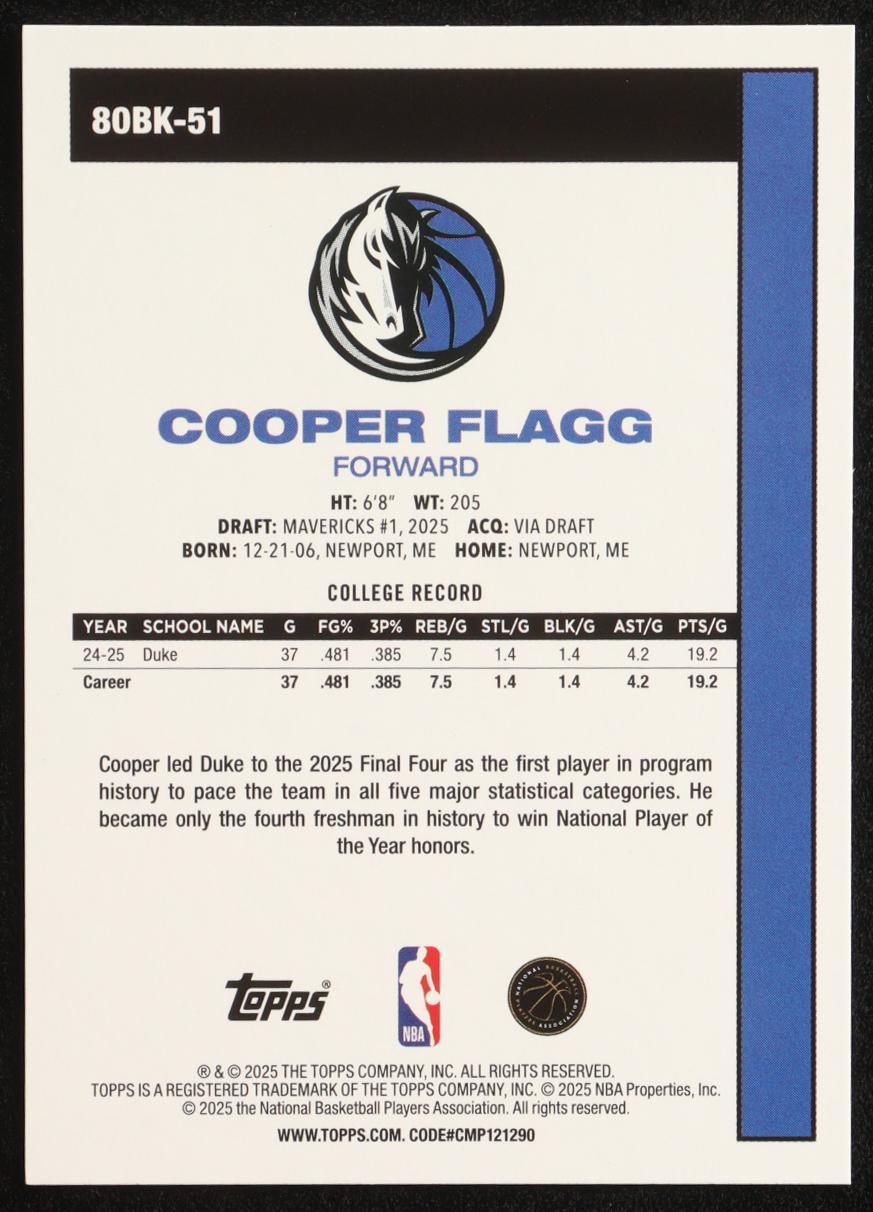 80BK-51
COOPER FLAGG
FORWARD
HT: 6'8" WT: 205
DRAFT: MAVERICKS #1, 2025 ACQ: VIA DRAFT
BORN: 12-21-06, NEWPORT, ME HOME: NEWPORT, ME
COLLEGE RECORD
YEAR SCHOOL NAME G FG% 3P% REB/G STL/G BLK/G AST/G PTS/G
24-25 Duke 37 .481 .385 7.5 1.4 1.4 4.2 19.2
Career 37 .481 .385 7.5 1.4 1.4 4.2 19.2
Cooper led Duke to the 2025 Final Four as the first player in program
history to pace the team in all five major statistical categories. He
became only the fourth freshman in history to win National Player of
the Year honors.
topps®
NBA
NATIONAL BASKETBALL PLAYERS ASSOCIATION
® & © 2025 THE TOPPS COMPANY, INC. ALL RIGHTS RESERVED.
TOPPS IS A REGISTERED TRADEMARK OF THE TOPPS COMPANY, INC. © 2025 NBA Properties, Inc.
© 2025 the National Basketball Players Association. All rights reserved.
WWW.TOPPS.COM. CODE#CMP121290